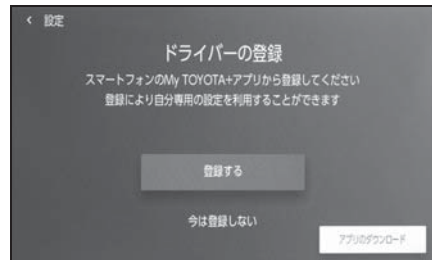 < 設定
ドライバーの登録
スマートフォンのMy TOYOTA+アプリから登録してください
登録により自分専用の設定を利用することができます
登録する
今は登録しない
アプリのダウンロード